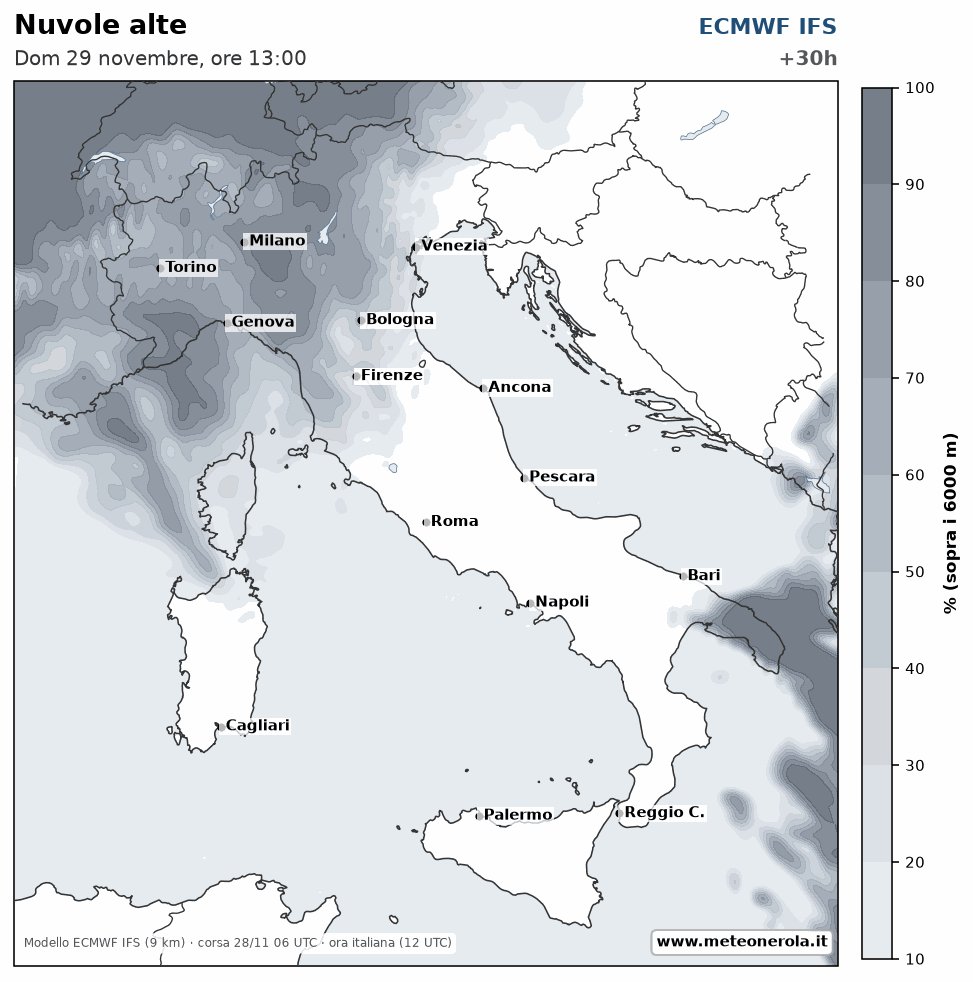 Nuvole alte
ECMWF IFS
Dom 29 novembre, ore 13:00
+30h
Milano
Venezia
Torino
Genova
Bologna
Firenze
Ancona
Pescara
Roma
Bari
Napoli
Cagliari
Palermo
Reggio C.
Modello ECMWF IFS (9 km) · corsa 28/11 06 UTC · ora italiana (12 UTC)
www.meteonerola.it
100
90
80
70
60
50
40
30
20
10
% (sopra i 6000 m)